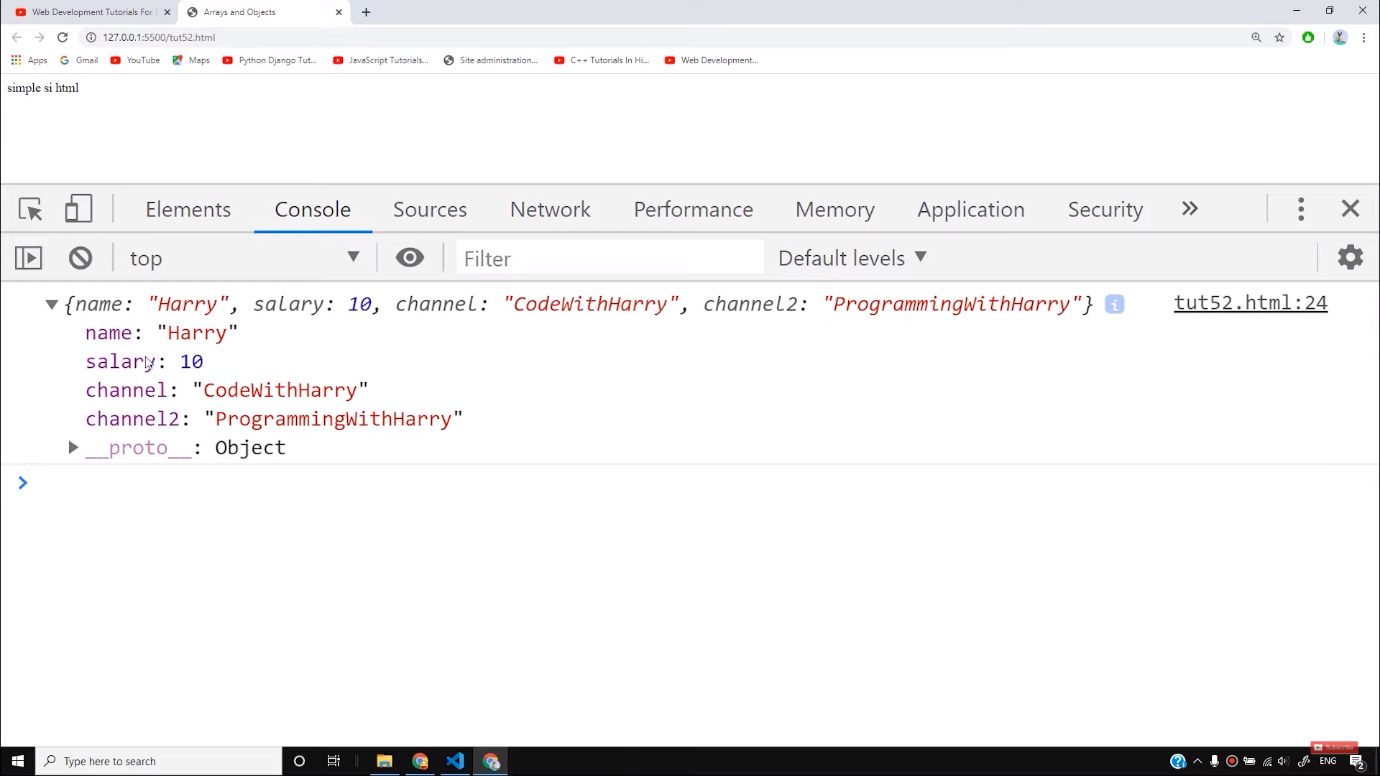 Web Development Tutorials For
Arrays and Objects
127.0.0.1:5500/tut52.html
Apps Gmail YouTube Maps Python Django Tut... JavaScript Tutorials... Site administration... C++ Tutorials In Hi... Web Development...
simple si html
Elements Console Sources Network Performance Memory Application Security
top Filter Default levels
{name: "Harry", salary: 10, channel: "CodeWithHarry", channel2: "ProgrammingWithHarry"} tut52.html:24
name: "Harry"
salary: 10
channel: "CodeWithHarry"
channel2: "ProgrammingWithHarry"
__proto__: Object
Subscribe
Type here to search ENG 2